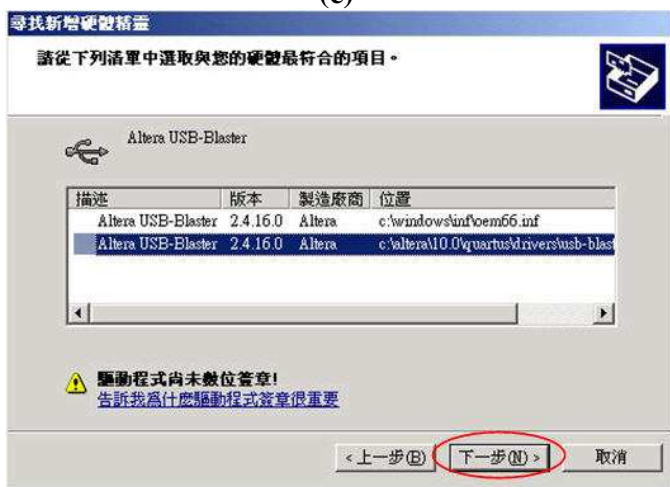 (c)
尋找新增硬體精靈
請從下列清單中選取與您的硬體最符合的項目。
Altera USB-Blaster
描述 版本 製造廠商 位置
Altera USB-Blaster 2.4.16.0 Altera c:\windows\inf\oem66.inf
Altera USB-Blaster 2.4.16.0 Altera c:\altera\10.0\quartus\drivers\usb-blast
驅動程式尚未數位簽章!
告訴我爲什麼驅動程式簽章很重要
<上一步(B) 下一步(N)> 取消